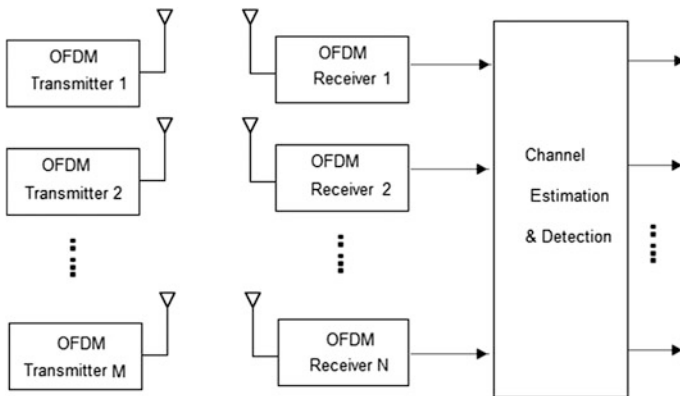 OFDM
Transmitter 1
OFDM
Receiver 1
OFDM
Transmitter 2
OFDM
Receiver 2
Channel
Estimation
& Detection
OFDM
Transmitter M
OFDM
Receiver N